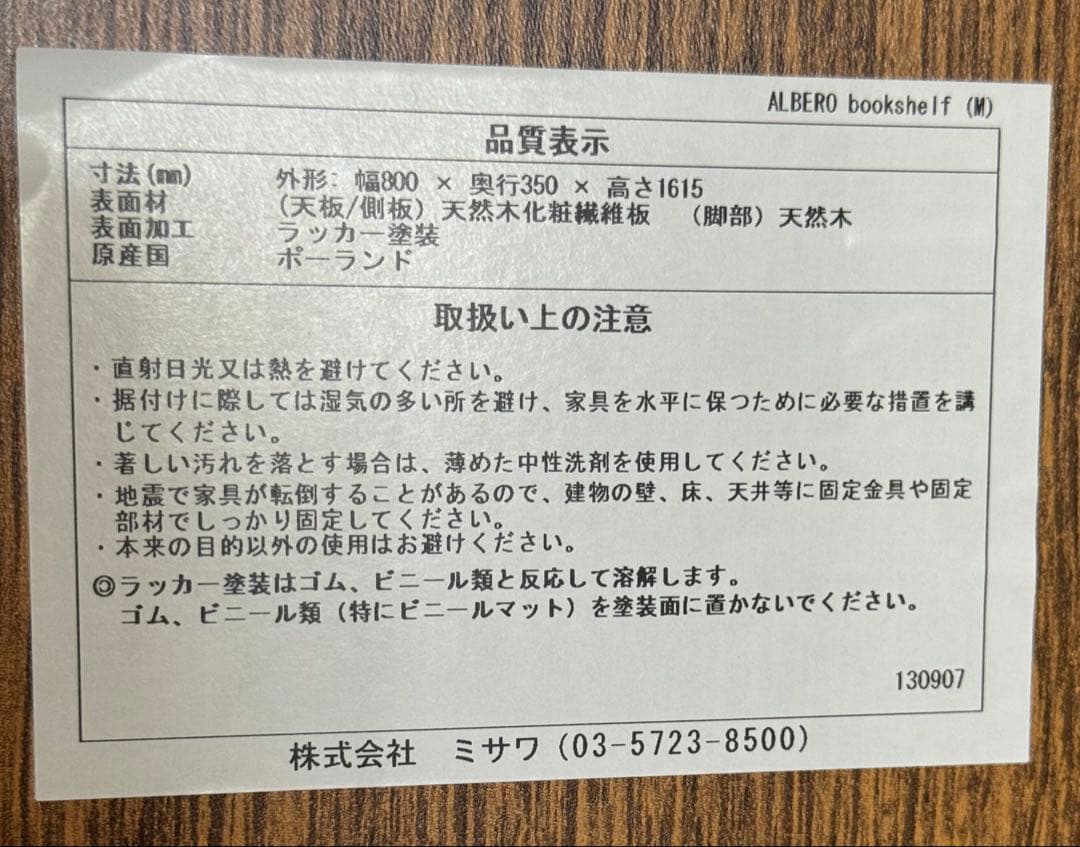 ALBERO bookshelf (M)
品質表示
寸法(mm) 外形: 幅800 × 奥行350 × 高さ1615
表面材 (天板/側板) 天然木化粧繊維板 (脚部) 天然木
表面加工 ラッカー塗装
原産国 ポーランド
取扱い上の注意
・直射日光又は熱を避けてください。
・据付けに際しては湿気の多い所を避け、家具を水平に保つために必要な措置を講
じてください。
・著しい汚れを落とす場合は、薄めた中性洗剤を使用してください。
・地震で家具が転倒することがあるので、建物の壁、床、天井等に固定金具や固定
部材でしっかり固定してください。
・本来の目的以外の使用はお避けください。
◎ラッカー塗装はゴム、ビニール類と反応して溶解します。
ゴム、ビニール類（特にビニールマット）を塗装面に置かないでください。
130907
株式会社 ミサワ(03-5723-8500)